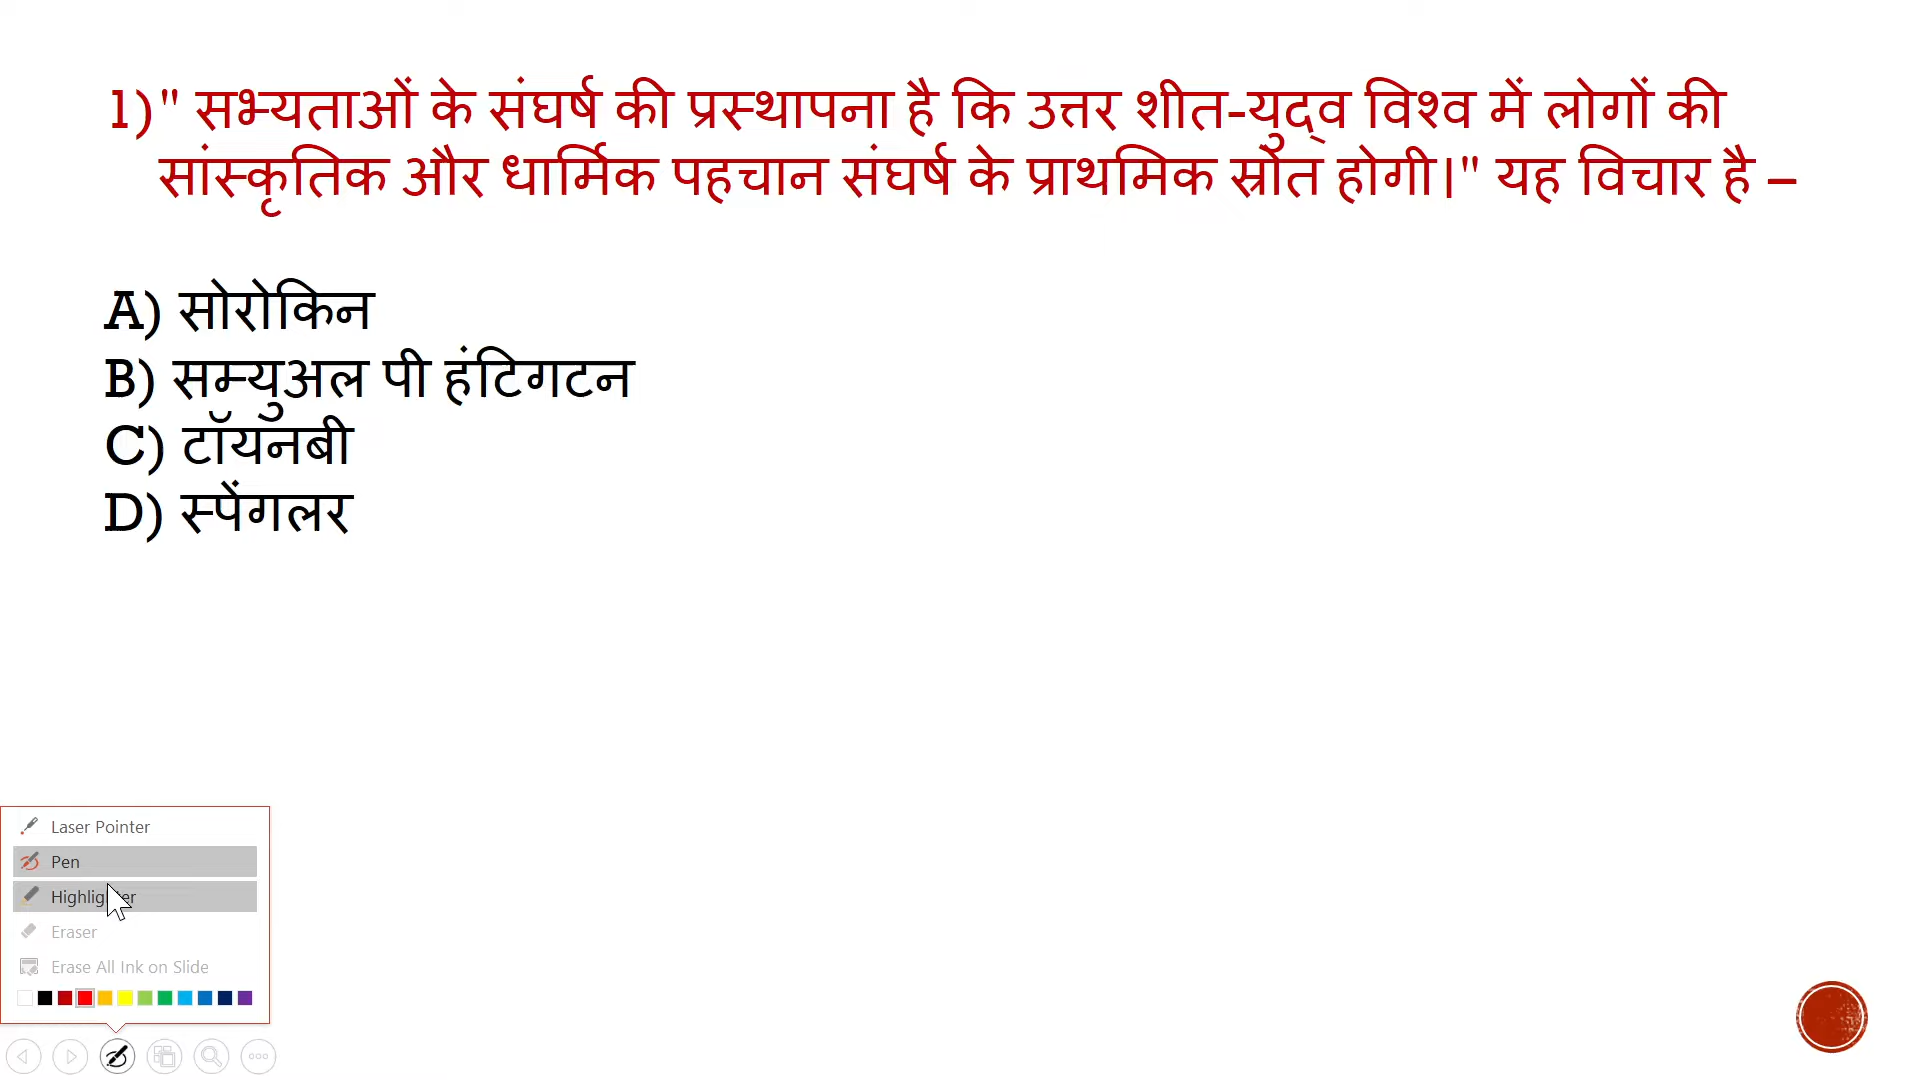 1)" सभ्यताओं के संघर्ष की प्रस्थापना है कि उत्तर शीत-युद्व विश्व में लोगों की
सांस्कृतिक और धार्मिक पहचान संघर्ष के प्राथमिक स्रोत होगी।" यह विचार है –
A) सोरोकिन
B) सम्युअल पी हंटिगटन
C) टॉयनबी
D) स्पेंगलर
Laser Pointer
Pen
Highlighter
Eraser
Erase All Ink on Slide